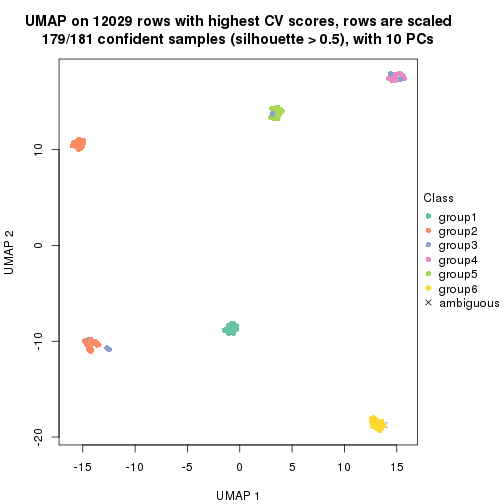 UMAP on 12029 rows with highest CV scores, rows are scaled
179/181 confident samples (silhouette > 0.5), with 10 PCs
10
0
-10
-20
UMAP 2
-15
-10
-5
0
5
10
15
UMAP 1
Class
group1
group2
group3
group4
group5
group6
ambiguous